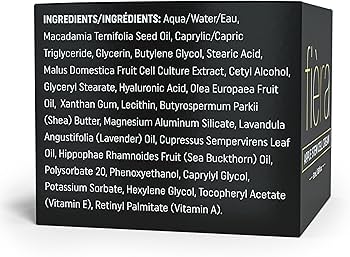 INGREDIENTS/INGRÉDIENTS: Aqua/Water/Eau,
Macadamia Ternifolia Seed Oil, Caprylic/Capric
Triglyceride, Glycerin, Butylene Glycol, Stearic Acid,
Malus Domestica Fruit Cell Culture Extract, Cetyl Alcohol,
Glyceryl Stearate, Hyaluronic Acid, Olea Europaea Fruit
Oil, Xanthan Gum, Lecithin, Butyrospermum Parkii
(Shea) Butter, Magnesium Aluminum Silicate, Lavandula
Angustifolia (Lavender) Oil, Cupressus Sempervirens Leaf
Oil, Hippophae Rhamnoides Fruit (Sea Buckthorn) Oil,
Polysorbate 20, Phenoxyethanol, Caprylyl Glycol,
Potassium Sorbate, Hexylene Glycol, Tocopheryl Acetate
(Vitamin E), Retinyl Palmitate (Vitamin A).
fièra